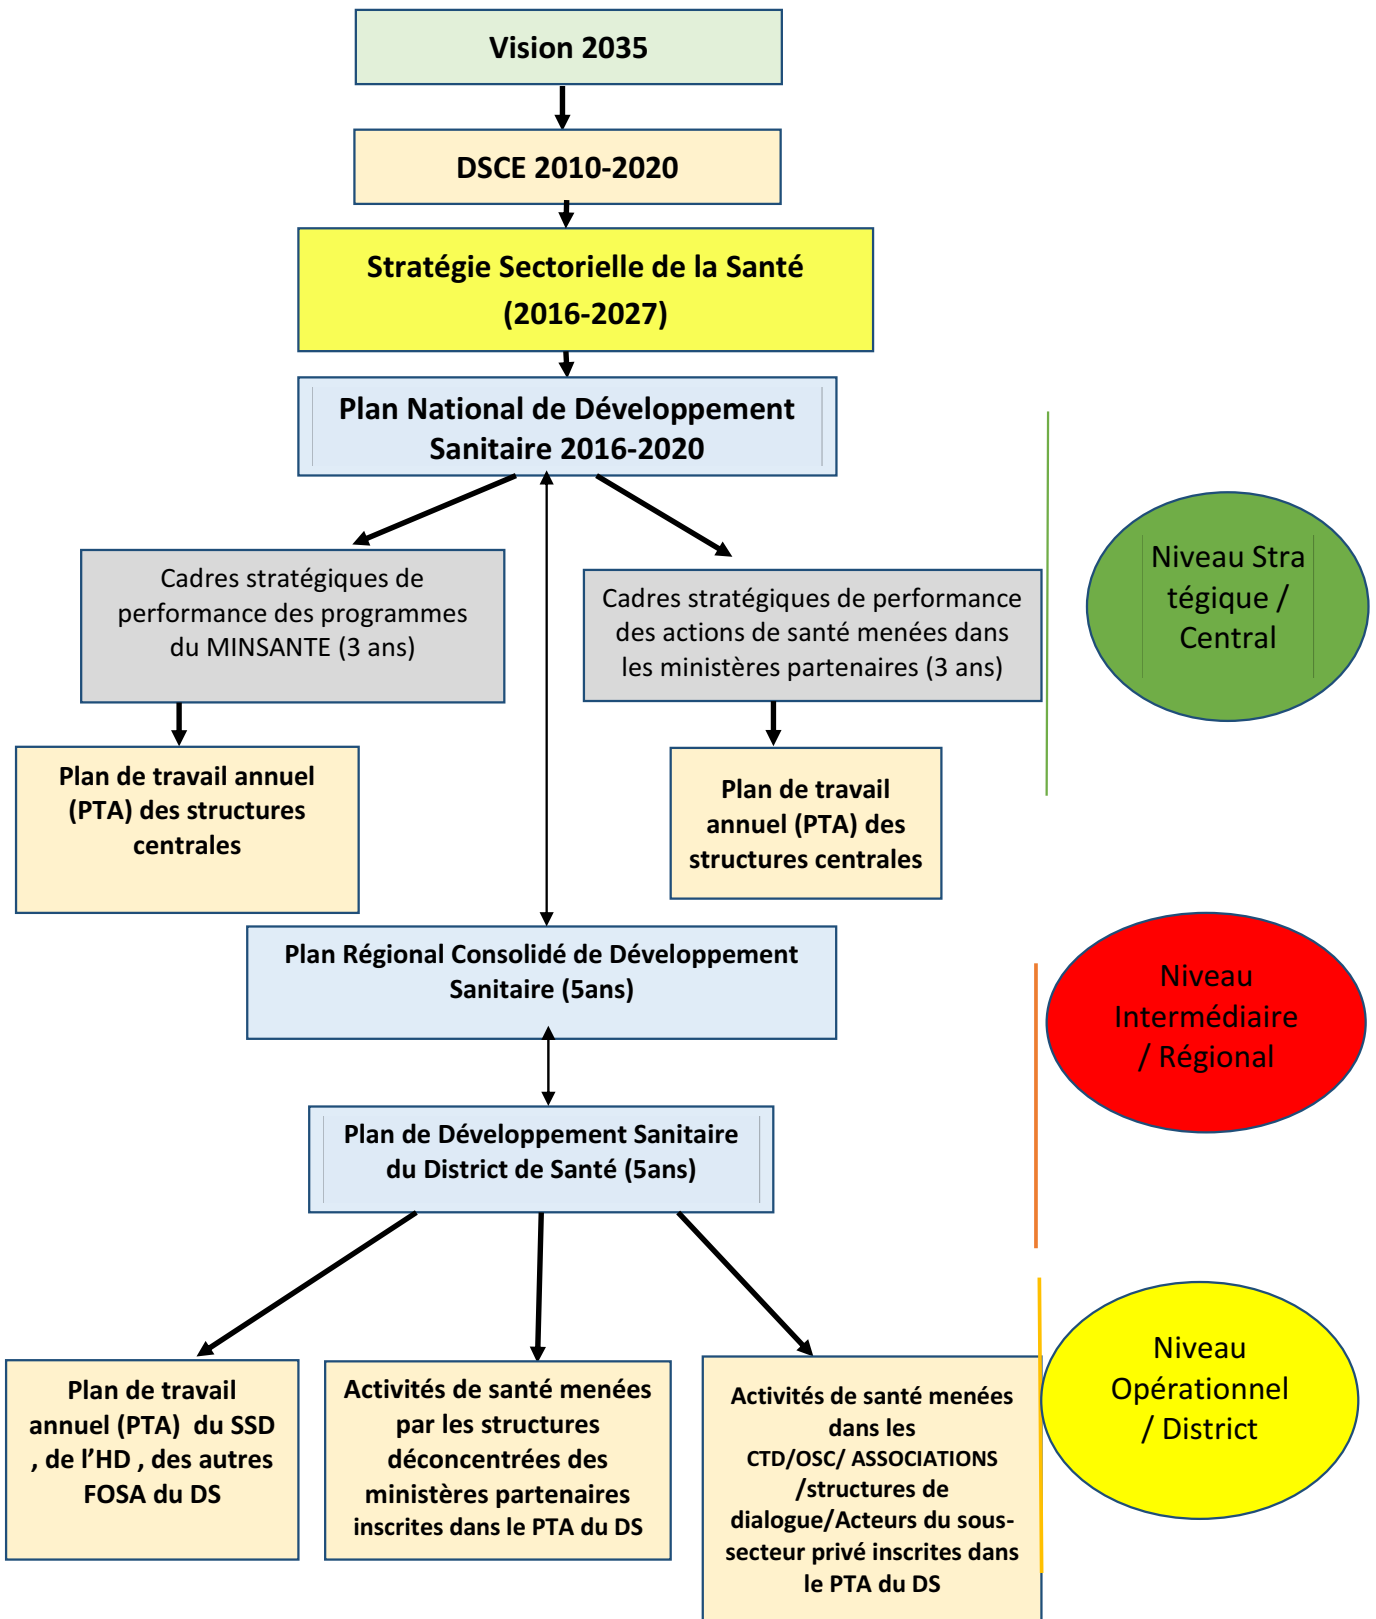 Vision 2035
DSCE 2010-2020
Stratégie Sectorielle de la Santé
(2016-2027)
Plan National de Développement
Sanitaire 2016-2020
Cadres stratégiques de
performance des programmes
du MINSANTE (3 ans)
Cadres stratégiques de performance
des actions de santé menées dans
les ministères partenaires (3 ans)
Niveau Stra
tégique /
Central
Plan de travail annuel
(PTA) des structures
centrales
Plan de travail
annuel (PTA) des
structures centrales
Plan Régional Consolidé de Développement
Sanitaire (5ans)
Niveau
Intermédiaire
/ Régional
Plan de Développement Sanitaire
du District de Santé (5ans)
Plan de travail
annuel (PTA) du SSD
, de l’HD , des autres
FOSA du DS
Activités de santé menées
par les structures
déconcentrées des
ministères partenaires
inscrites dans le PTA du DS
Activités de santé menées
dans les
CTD/OSC/ ASSOCIATIONS
/structures de
dialogue/Acteurs du sous-
secteur privé inscrites dans
le PTA du DS
Niveau
Opérationnel
/ District